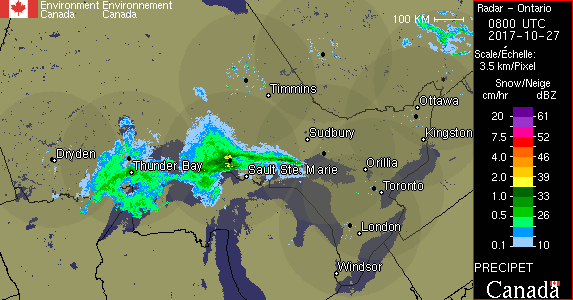 Environment Environnement
Canada Canada
100 KM
Timmins
Ottawa
Sudbury
Kingston
Dryden
Thunder Bay
Sault Ste. Marie
Orillia
Toronto
London
Windsor
Radar - Ontario
0800 UTC
2017-10-27
Scale/Échelle:
3.5 km/Pixel
Snow/Neige
cm/hr dBZ
20 61
7.5 52
4.0 46
2.0 39
1.0 33
0.5 26
0.1 10
PRECIPET
Canada